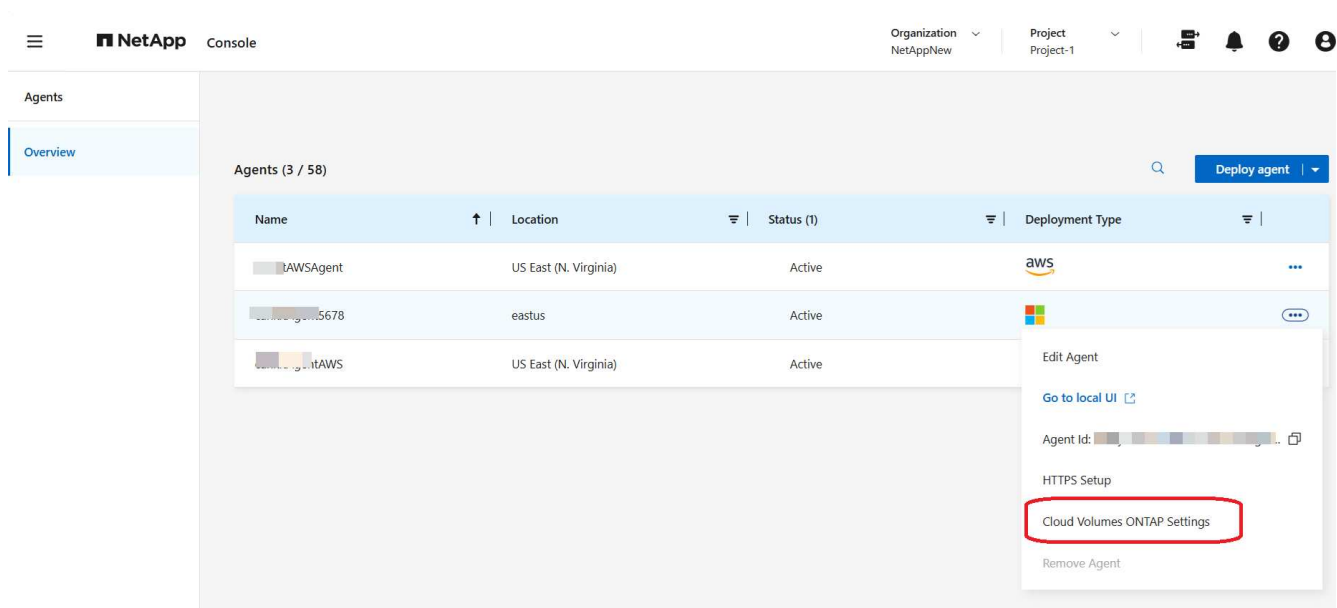 NetApp Console
Organization
NetAppNew
Project
Project-1
Agents
Overview
Agents (3 / 58)
Deploy agent
Name Location Status (1) Deployment Type
tAWSAgent US East (N. Virginia) Active aws
5678 eastus Active
ntAWS US East (N. Virginia) Active
Edit Agent
Go to local UI
Agent Id:
HTTPS Setup
Cloud Volumes ONTAP Settings
Remove Agent